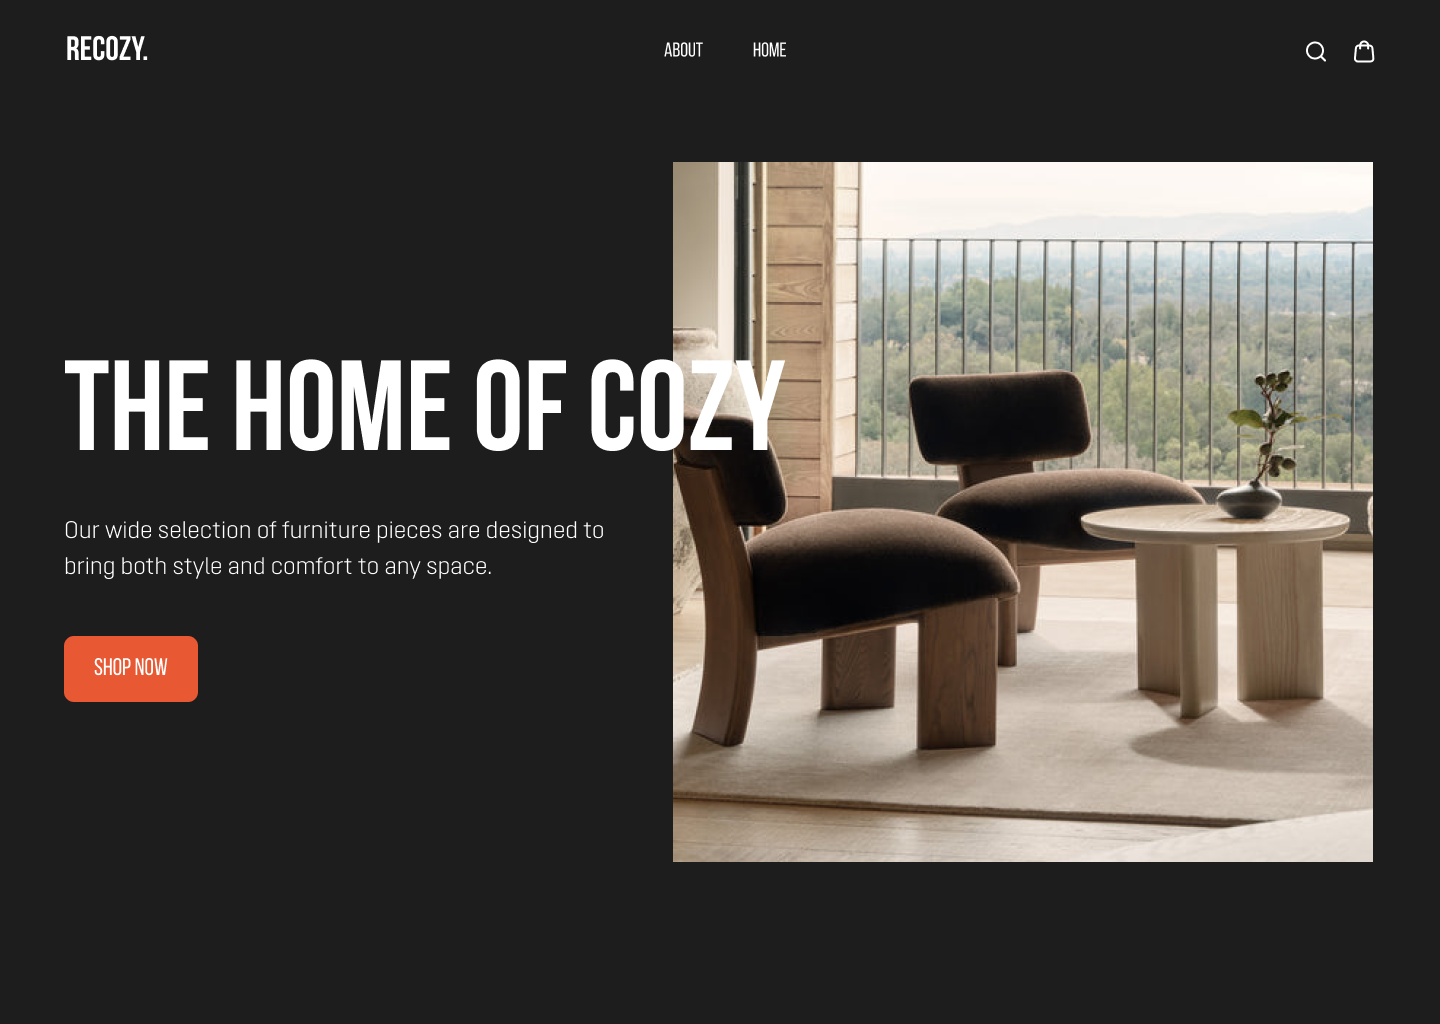 RECOZY.
ABOUT
HOME
THE HOME OF COZY
Our wide selection of furniture pieces are designed to
bring both style and comfort to any space.
SHOP NOW